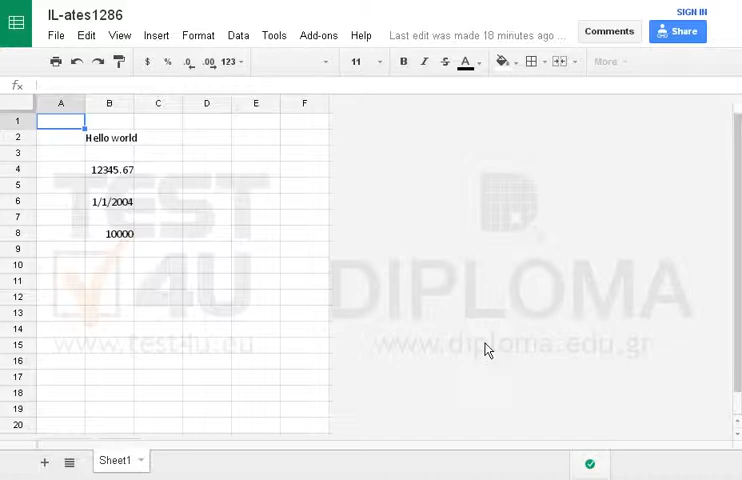 IL-ates1286
SIGN IN
File Edit View Insert Format Data Tools Add-ons Help Last edit was made 18 minutes ago ...
Comments
Share
$ % .0 .00 123 11 B I S A More
fx
A B C D E F
1
2 Hello world
3
4 12345.67
5
6 1/1/2004
7
8 10000
9
10
11
12
13
14
15
16
17
18
19
20
TEST
4U
DIPLOMA
www.test4u.eu
www.diploma.edu.gr
Sheet1